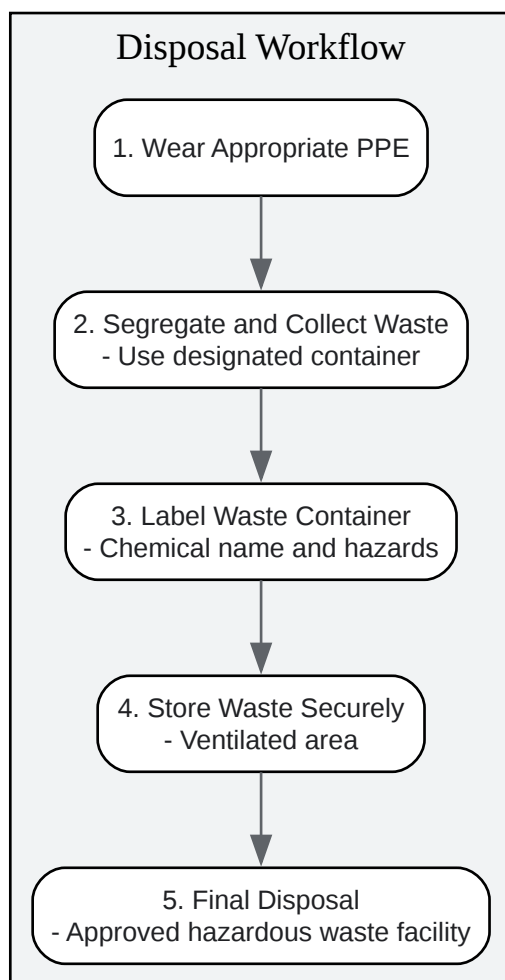 Disposal Workflow
1. Wear Appropriate PPE
2. Segregate and Collect Waste
- Use designated container
3. Label Waste Container
- Chemical name and hazards
4. Store Waste Securely
- Ventilated area
5. Final Disposal
- Approved hazardous waste facility